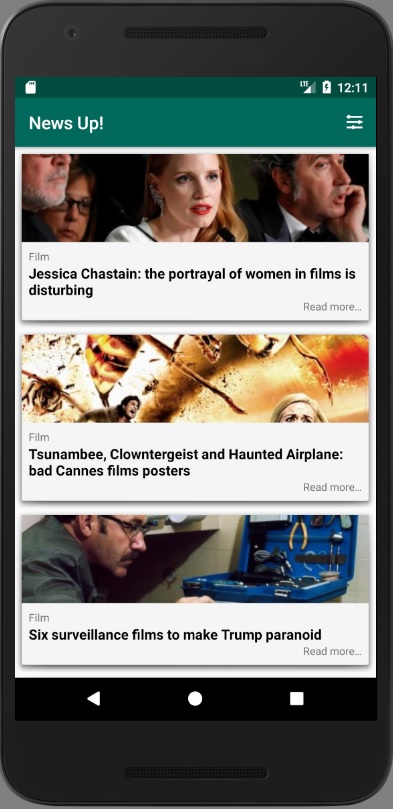 LTE 12:11
News Up!
Film
Jessica Chastain: the portrayal of women in films is
disturbing
Read more...
Film
Tsunambee, Clowntergeist and Haunted Airplane:
bad Cannes films posters
Read more...
Film
Six surveillance films to make Trump paranoid
Read more...